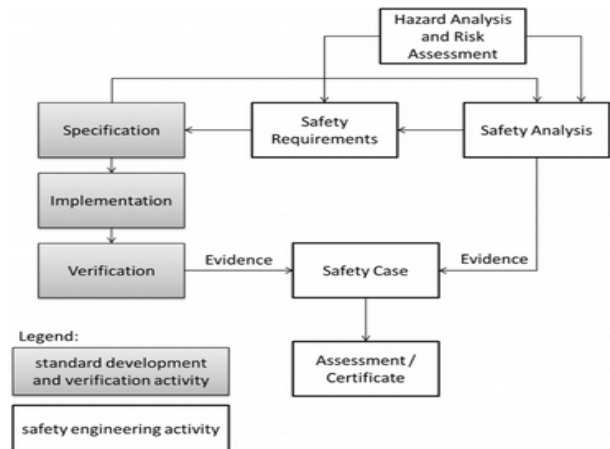 Hazard Analysis
and Risk
Assessment
Specification
Safety
Requirements
Safety Analysis
Implementation
Verification
Evidence
Safety Case
Evidence
Legend:
standard development
and verification activity
Assessment /
Certificate
safety engineering activity